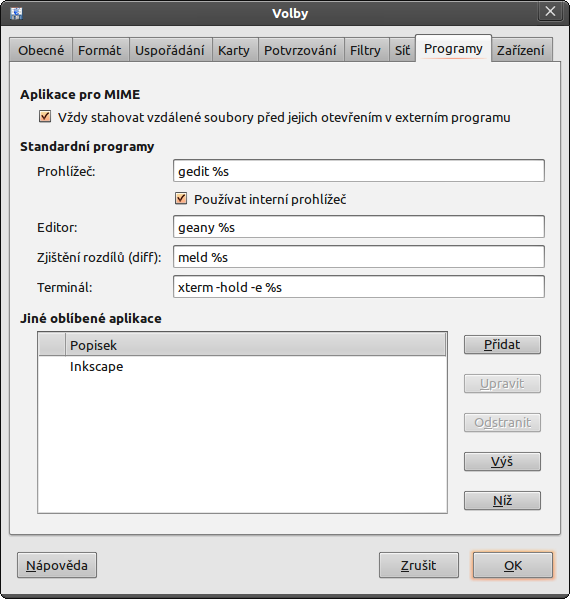 Volby
Obecné Formát Uspořádání Karty Potvrzování Filtry Síť Programy Zařízení
Aplikace pro MIME
Vždy stahovat vzdálené soubory před jejich otevřením v externím programu
Standardní programy
Prohlížeč: gedit %s
Používat interní prohlížeč
Editor: geany %s
Zjištění rozdílů (diff): meld %s
Terminál: xterm -hold -e %s
Jiné oblíbené aplikace
Popisek
Inkscape
Přidat
Upravit
Odstranit
Výš
Níž
Nápověda Zrušit OK